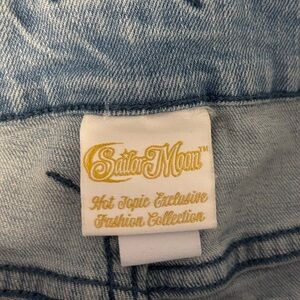 Sailor Moon™
Hot Topic Exclusive
Fashion Collection